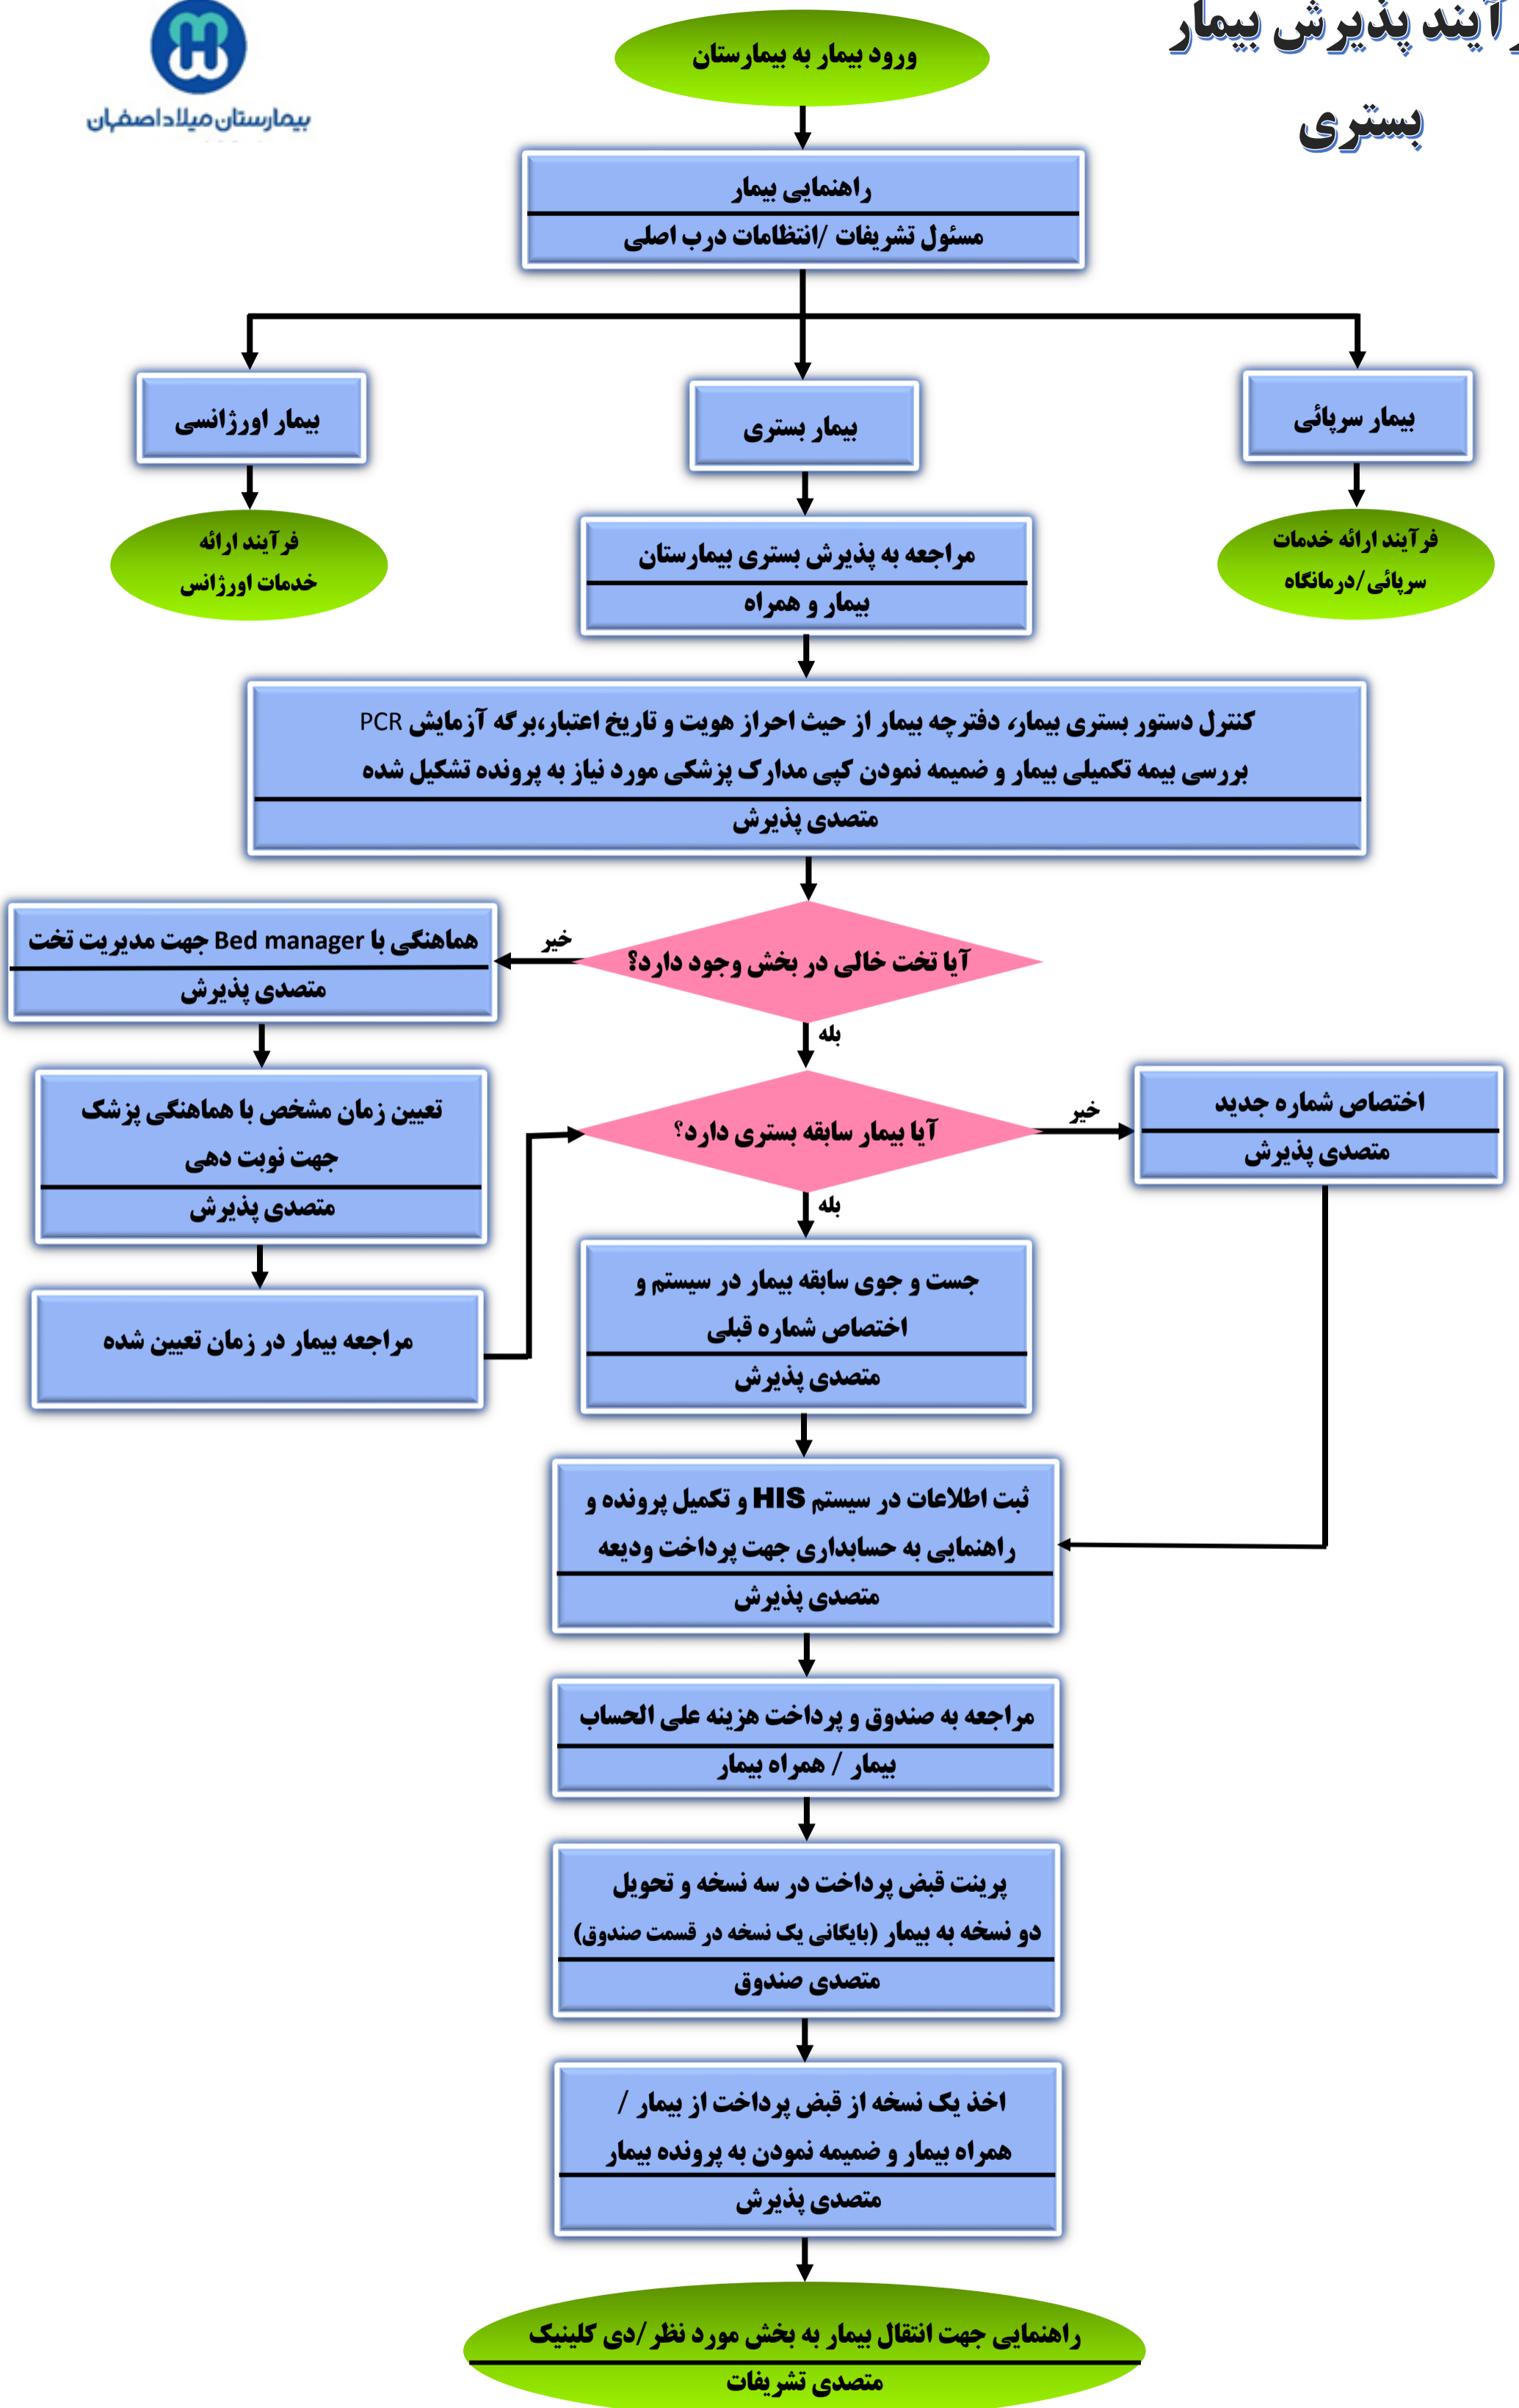 رآیند پذیرش بیمار
بستری
بیمارستان میلاد اصفهان
ورود بیمار به بیمارستان
راهنمایی بیمار
مسئول تشریفات /انتظامات درب اصلی
بیمار سرپائی
بیمار بستری
بیمار اورژانسی
فرآیند ارائه خدمات
سرپائی/درمانگاه
مراجعه به پذیرش بستری بیمارستان
بیمار و همراه
فرآیند ارائه
خدمات اورژانس
کنترل دستور بستری بیمار، دفترچه بیمار از حیث احراز هویت و تاریخ اعتبار،برگه آزمایش PCR
بررسی بیمه تکمیلی بیمار و ضمیمه نمودن کپی مدارک پزشکی مورد نیاز به پرونده تشکیل شده
متصدی پذیرش
آیا تخت خالی در بخش وجود دارد؟
خیر
هماهنگی با Bed manager جهت مدیریت تخت
متصدی پذیرش
بله
تعیین زمان مشخص با هماهنگی پزشک
جهت نوبت دهی
متصدی پذیرش
مراجعه بیمار در زمان تعیین شده
آیا بیمار سابقه بستری دارد؟
خیر
اختصاص شماره جدید
متصدی پذیرش
بله
جست و جوی سابقه بیمار در سیستم و
اختصاص شماره قبلی
متصدی پذیرش
ثبت اطلاعات در سیستم HIS و تکمیل پرونده و
راهنمایی به حسابداری جهت پرداخت ودیعه
متصدی پذیرش
مراجعه به صندوق و پرداخت هزینه علی الحساب
بیمار / همراه بیمار
پرینت قبض پرداخت در سه نسخه و تحویل
دو نسخه به بیمار (بایگانی یک نسخه در قسمت صندوق)
متصدی صندوق
اخذ یک نسخه از قبض پرداخت از بیمار /
همراه بیمار و ضمیمه نمودن به پرونده بیمار
متصدی پذیرش
راهنمایی جهت انتقال بیمار به بخش مورد نظر /دی کلینیک
متصدی تشریفات